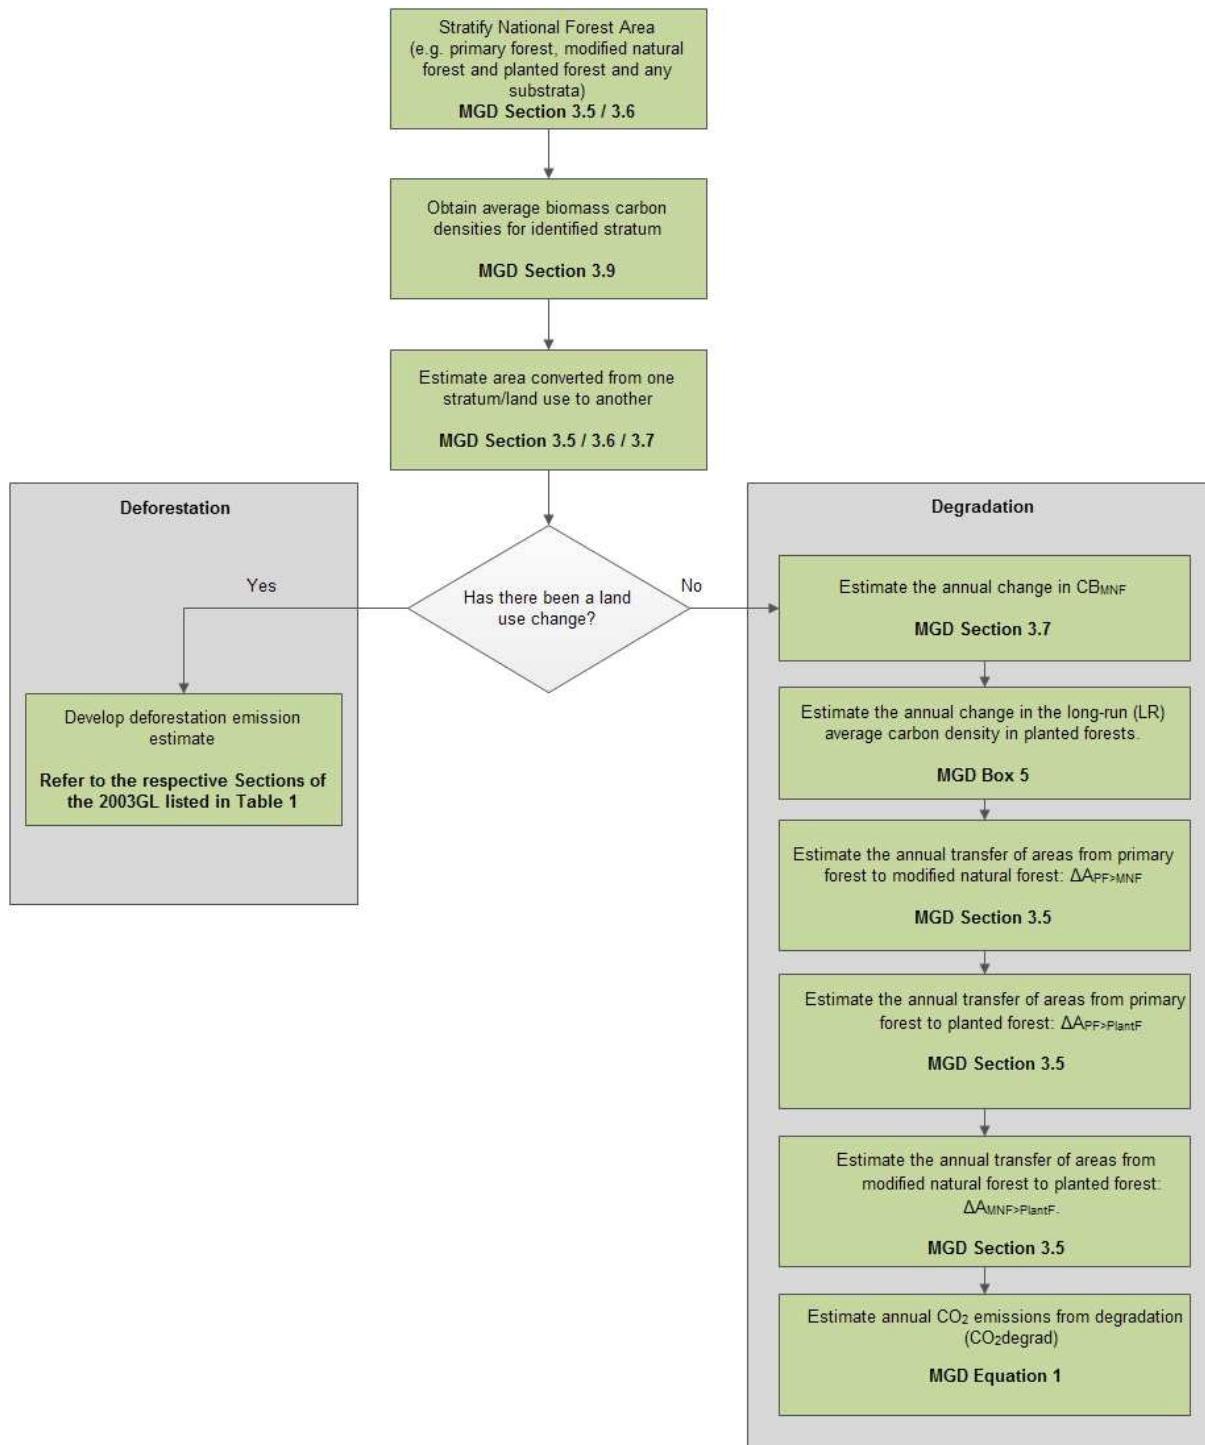 Stratify National Forest Area
(e.g. primary forest, modified natural
forest and planted forest and any
substrata)
MGD Section 3.5 / 3.6
Obtain average biomass carbon
densities for identified stratum
MGD Section 3.9
Estimate area converted from one
stratum/land use to another
MGD Section 3.5 / 3.6 / 3.7
Has there been a land
use change?
Yes
No
Deforestation
Develop deforestation emission
estimate
Refer to the respective Sections of
the 2003GL listed in Table 1
Degradation
Estimate the annual change in CBMNF
MGD Section 3.7
Estimate the annual change in the long-run (LR)
average carbon density in planted forests.
MGD Box 5
Estimate the annual transfer of areas from primary
forest to modified natural forest: ΔAPF>MNF
MGD Section 3.5
Estimate the annual transfer of areas from primary
forest to planted forest: ΔAPF>PlantF
MGD Section 3.5
Estimate the annual transfer of areas from
modified natural forest to planted forest:
ΔAMNF>PlantF.
MGD Section 3.5
Estimate annual CO₂ emissions from degradation
(CO₂degrad)
MGD Equation 1